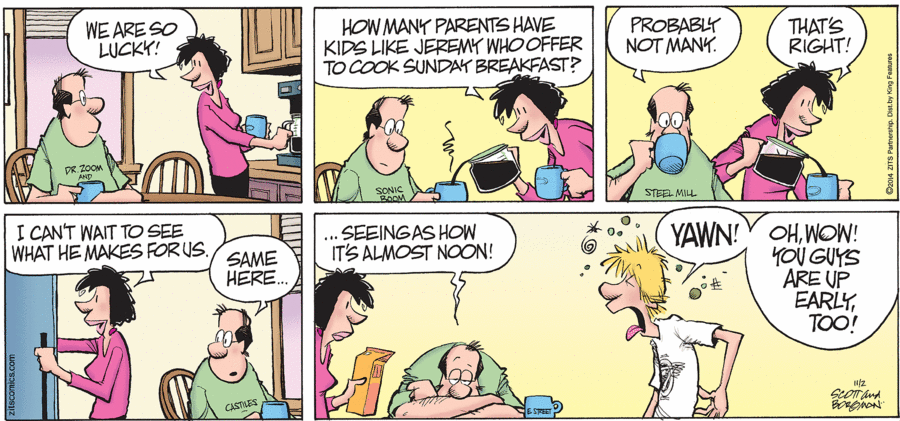 WE ARE SO
LUCKY!
DR. ZOOM
AND
HOW MANY PARENTS HAVE
KIDS LIKE JEREMY WHO OFFER
TO COOK SUNDAY BREAKFAST?
SONIC
BOOM
PROBABLY
NOT MANY.
THAT'S
RIGHT!
STEEL MILL
©2014 ZITS Partnership. Dist. by King Features
I CAN'T WAIT TO SEE
WHAT HE MAKES FOR US.
SAME
HERE...
CASTILES
zitscomics.com
...SEEING AS HOW
IT'S ALMOST NOON!
E STREET
YAWN!
OH, WOW!
YOU GUYS
ARE UP
EARLY,
TOO!
11/2
SCOTT and
BORGMAN